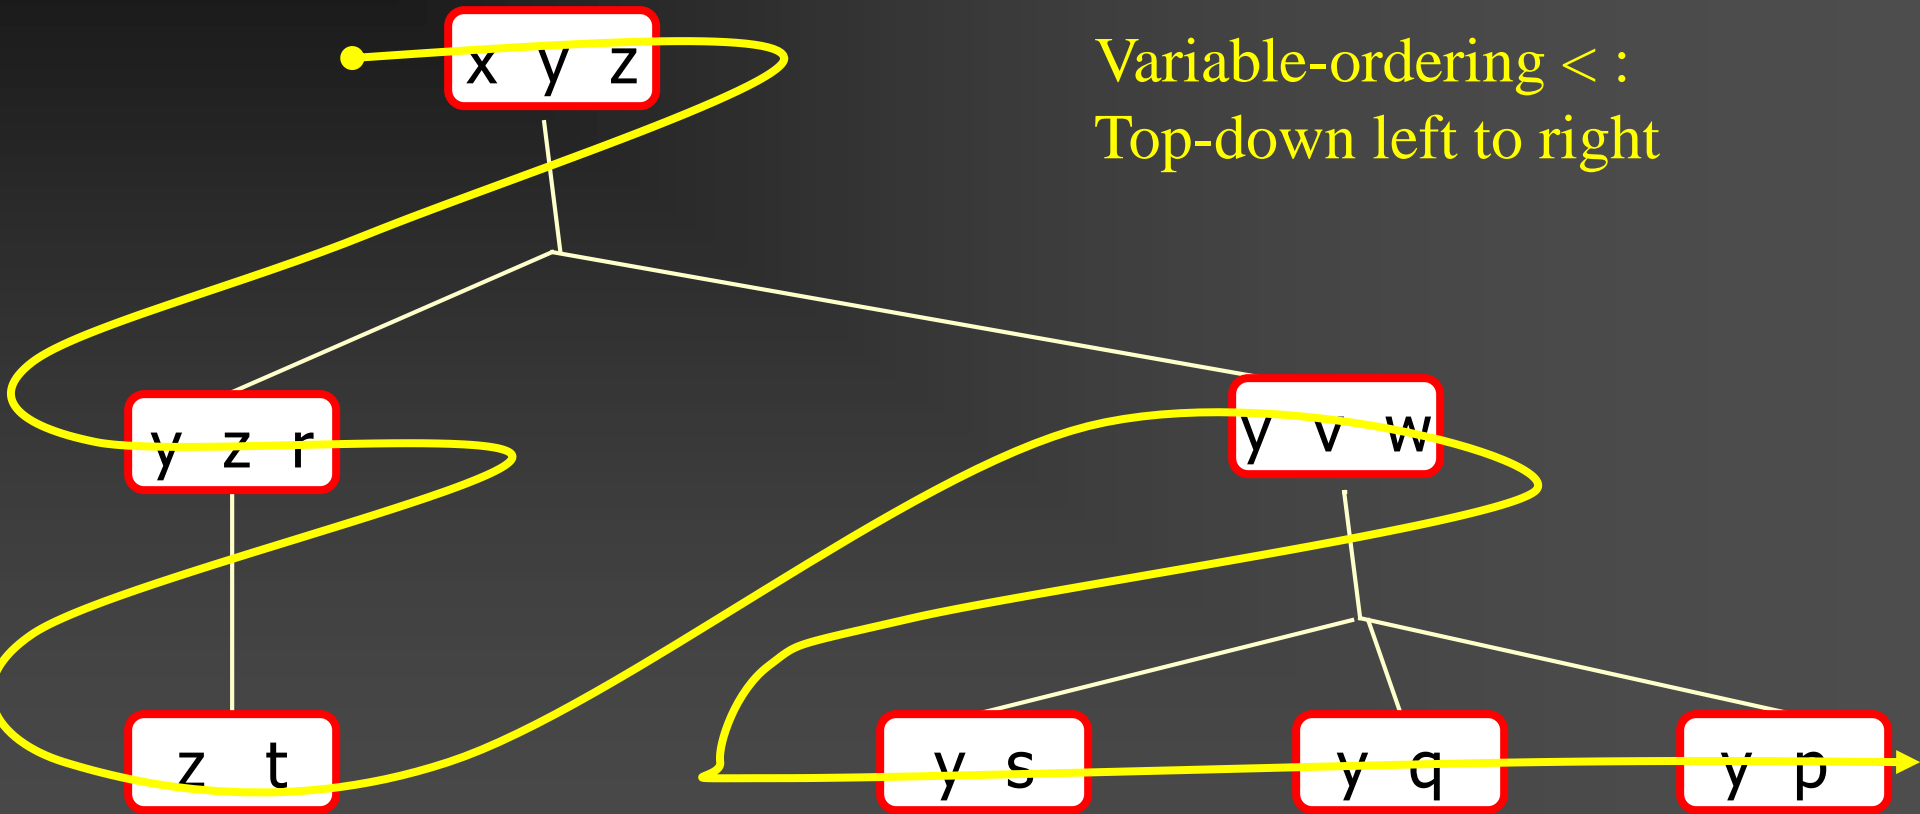 x y z
Variable-ordering < :
Top-down left to right
y z r
y v w
z t
y s
y q
y p